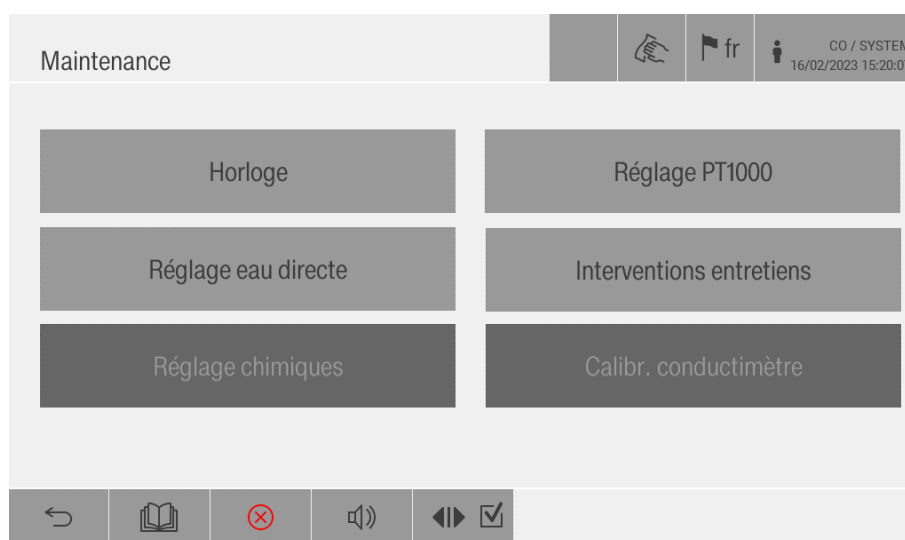 Maintenance
fr
CO / SYSTEM
16/02/2023 15:20:0
Horloge
Réglage PT1000
Réglage eau directe
Interventions entretiens
Réglage chimiques
Calibr. conductimètre